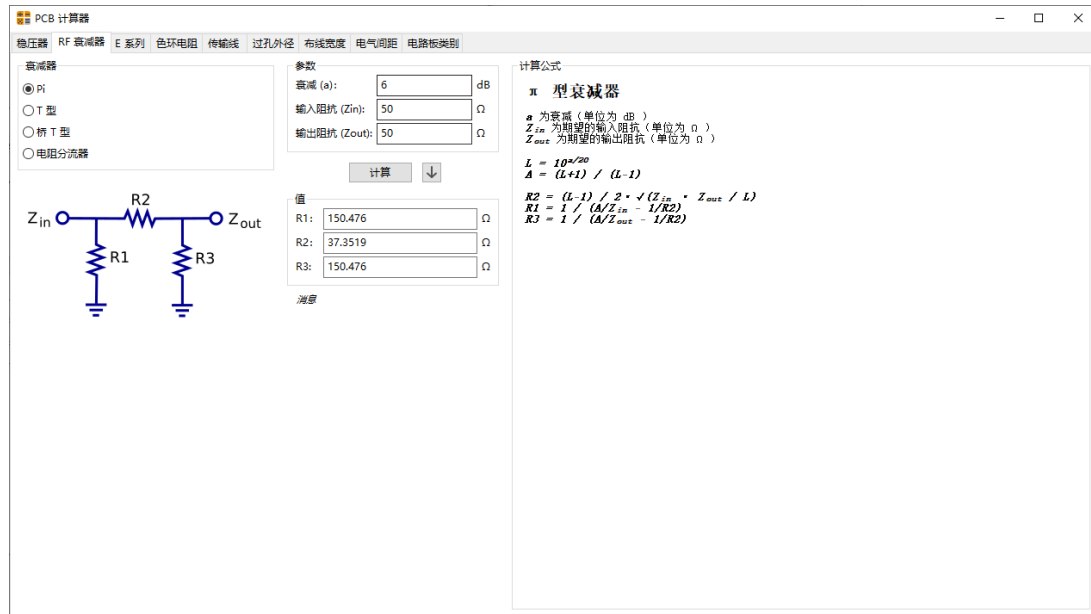 PCB 计算器
稳压器 RF 衰减器 E 系列 色环电阻 传输线 过孔外径 布线宽度 电气间距 电路板类别
衰减器
Pi
T 型
桥 T 型
电阻分流器
Zin
R2
Zout
R1
R3
参数
衰减 (a): 6 dB
输入阻抗 (Zin): 50 Ω
输出阻抗 (Zout): 50 Ω
计算
值
R1: 150.476 Ω
R2: 37.3519 Ω
R3: 150.476 Ω
消息
计算公式
π 型衰减器
a 为衰减（单位为 dB ）
Zin 为期望的输入阻抗（单位为 Ω ）
Zout 为期望的输出阻抗（单位为 Ω ）
L = 10^a/20
A = (L+1) / (L-1)
R2 = (L-1) / 2 · √(Zin · Zout / L)
R1 = 1 / (A/Zin - 1/R2)
R3 = 1 / (A/Zout - 1/R2)